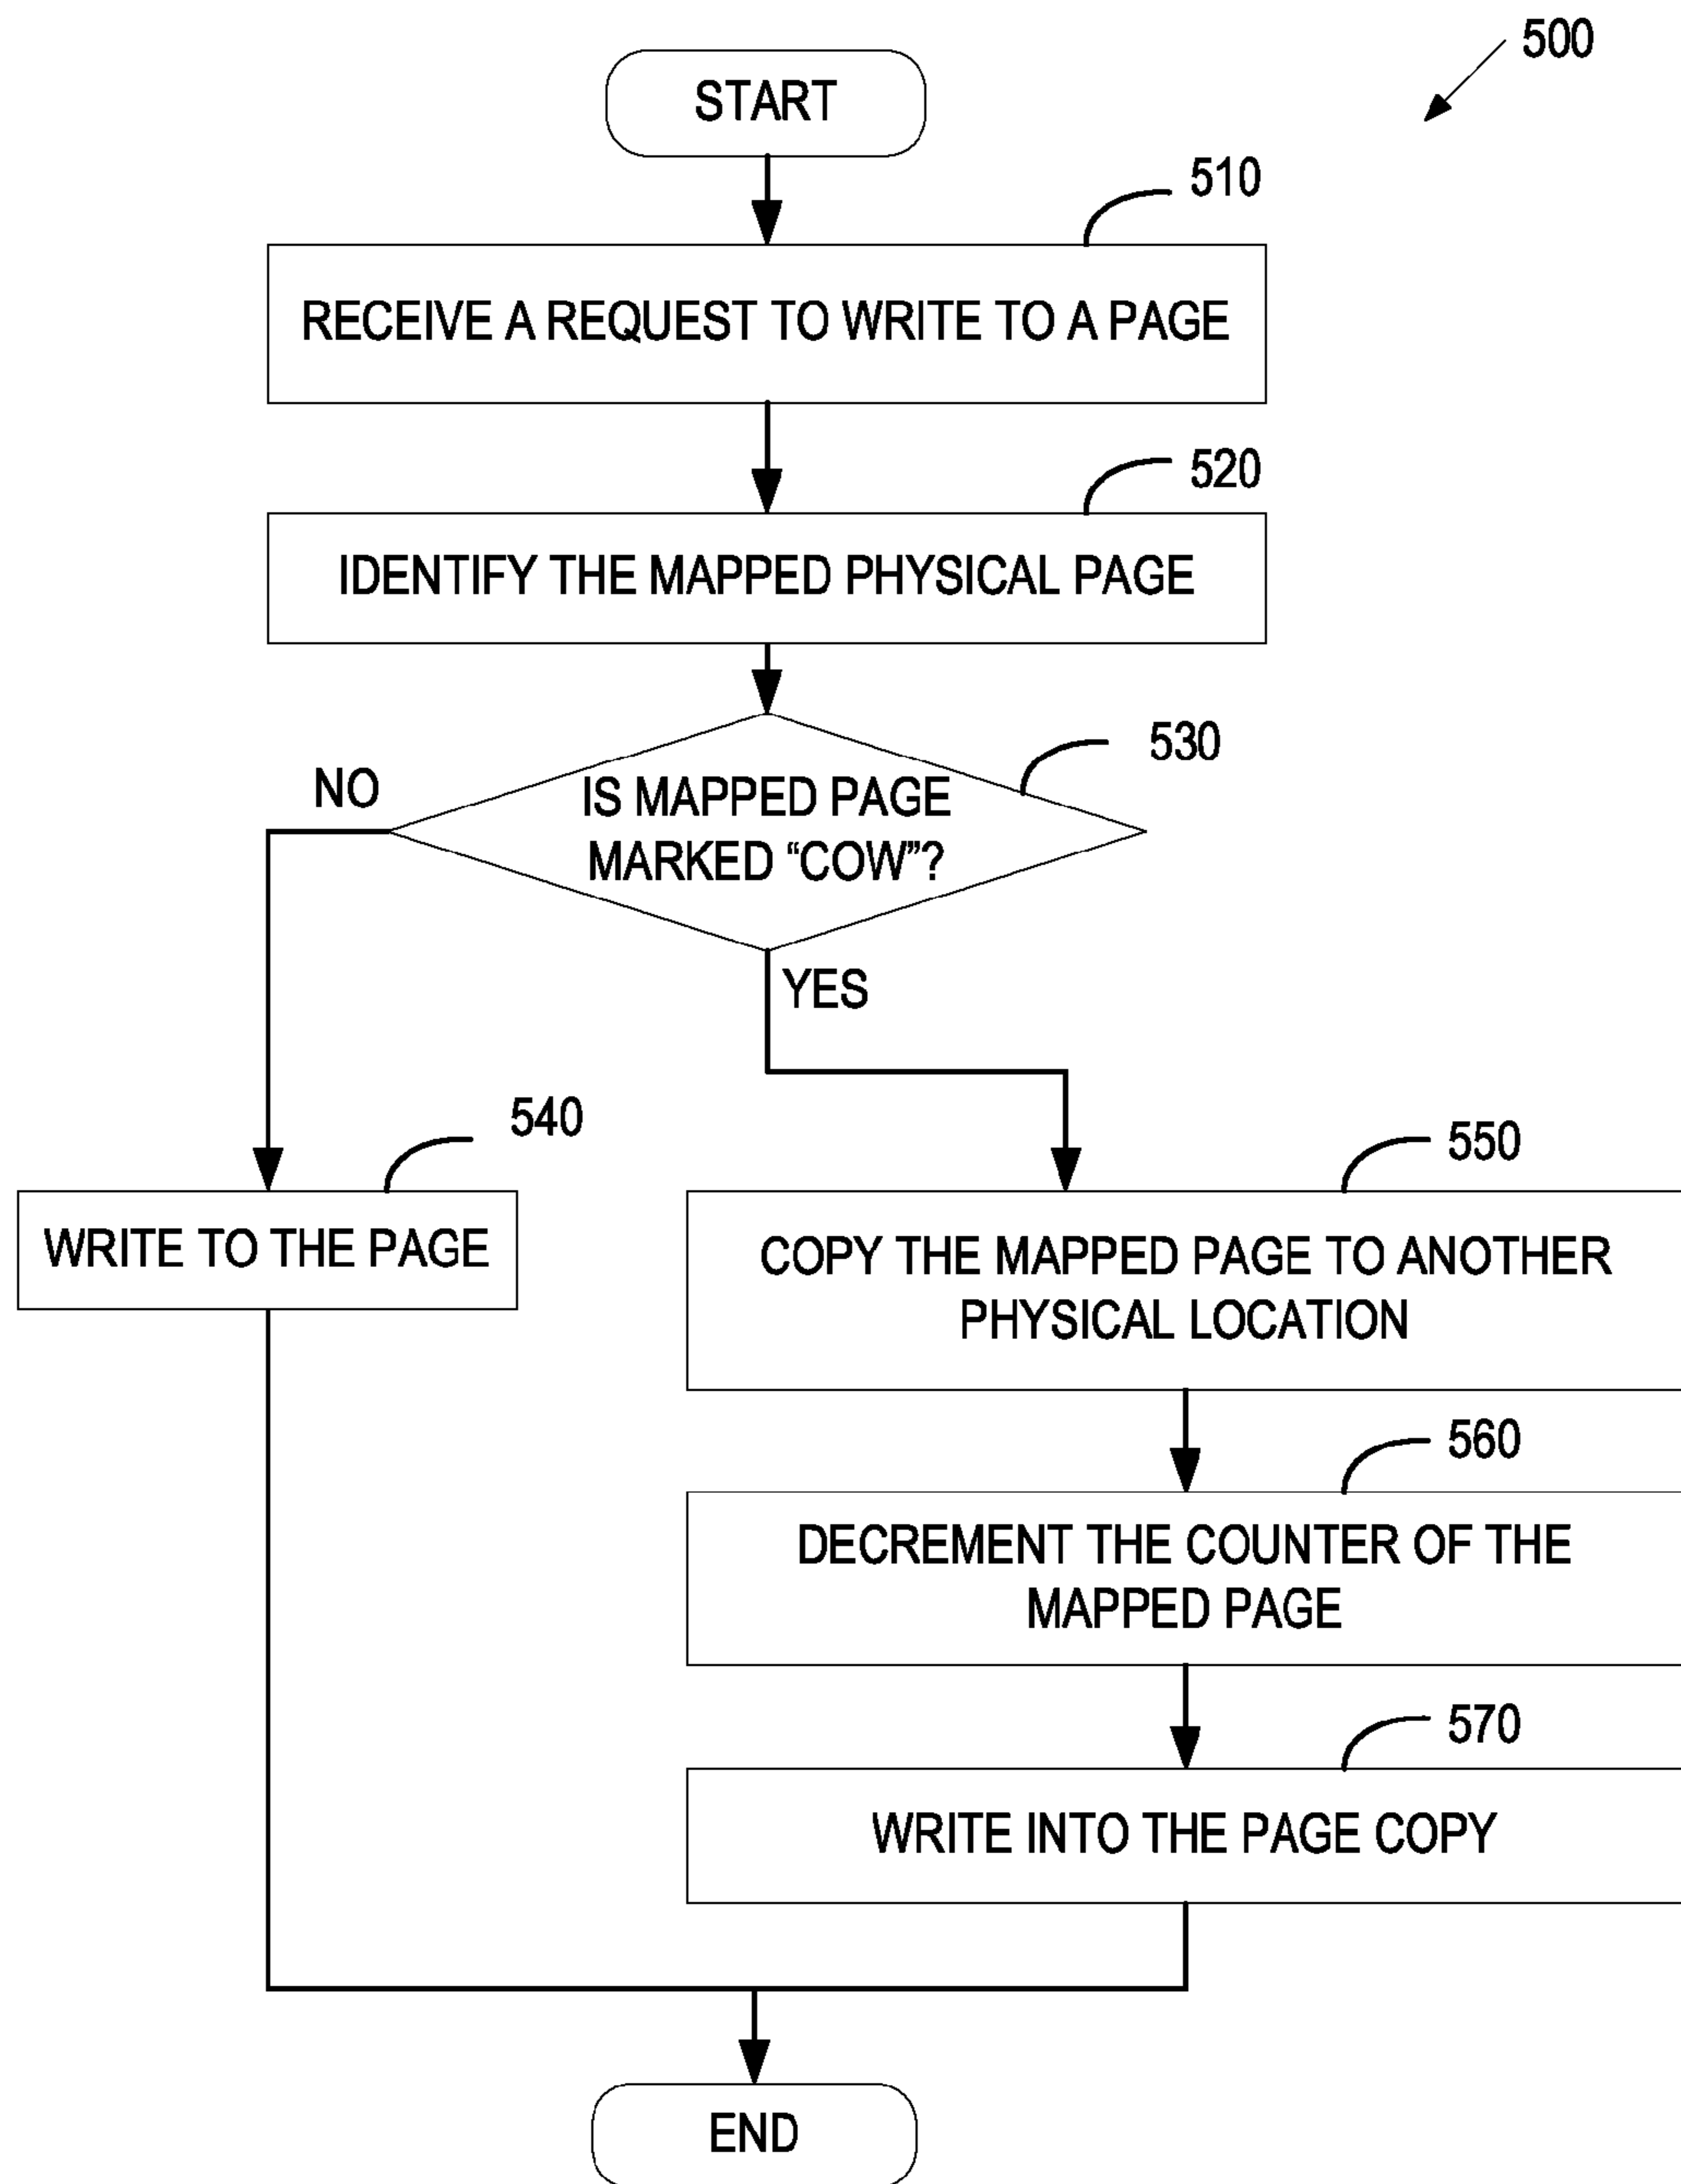 500
START
510
RECEIVE A REQUEST TO WRITE TO A PAGE
520
IDENTIFY THE MAPPED PHYSICAL PAGE
530
IS MAPPED PAGE
MARKED “COW”?
NO
YES
540
WRITE TO THE PAGE
550
COPY THE MAPPED PAGE TO ANOTHER
PHYSICAL LOCATION
560
DECREMENT THE COUNTER OF THE
MAPPED PAGE
570
WRITE INTO THE PAGE COPY
END